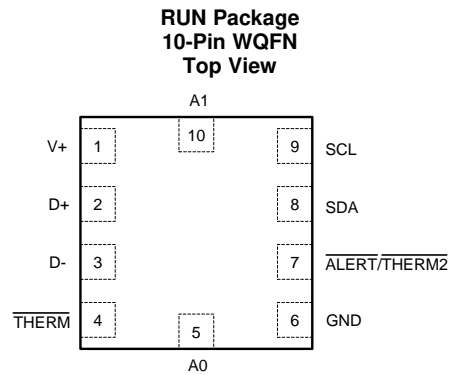 RUN Package
10-Pin WQFN
Top View
A1
10
V+ 1 9 SCL
D+ 2 8 SDA
D- 3 7 ALERT/THERM2
THERM 4 6 GND
5
A0